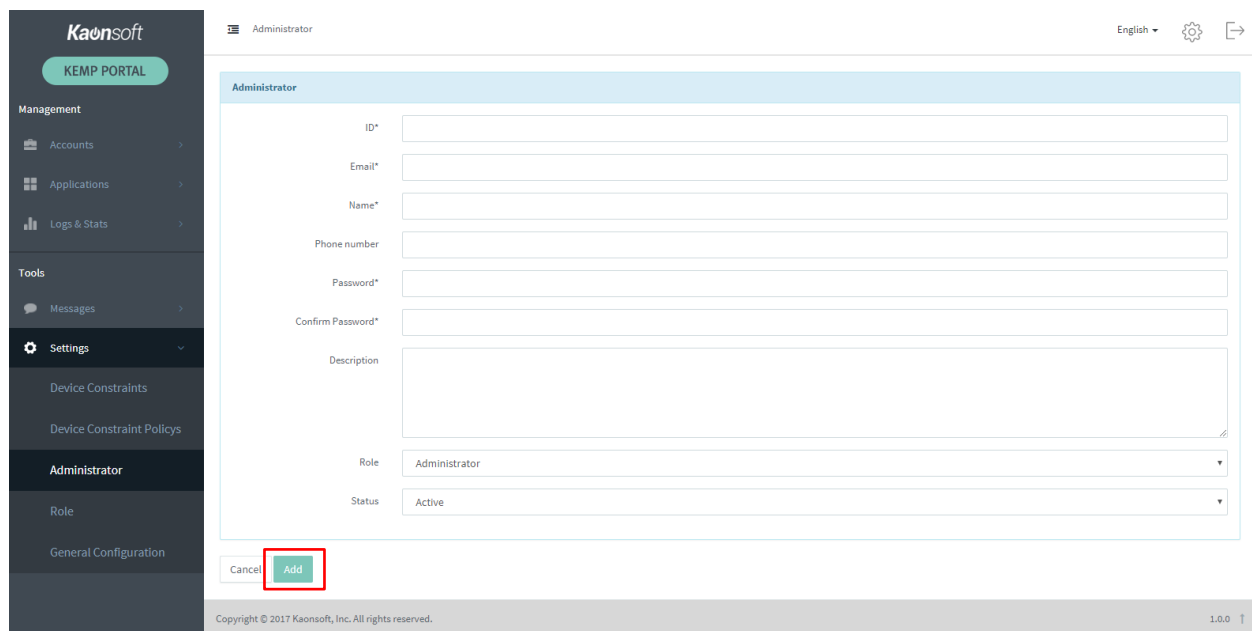 Kaonsoft
KEMP PORTAL
Management
Accounts
Applications
Logs & Stats
Tools
Messages
Settings
Device Constraints
Device Constraint Policys
Administrator
Role
General Configuration
Administrator
English
Administrator
ID*
Email*
Name*
Phone number
Password*
Confirm Password*
Description
Role Administrator
Status Active
Cancel Add
Copyright © 2017 Kaonsoft, Inc. All rights reserved. 1.0.0